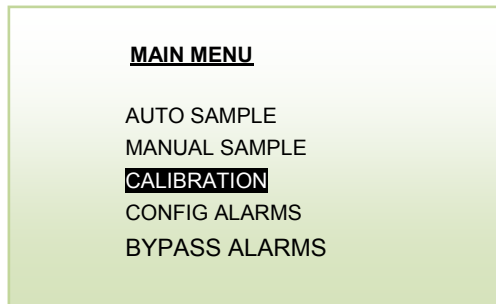 MAIN MENU
AUTO SAMPLE
MANUAL SAMPLE
CALIBRATION
CONFIG ALARMS
BYPASS ALARMS